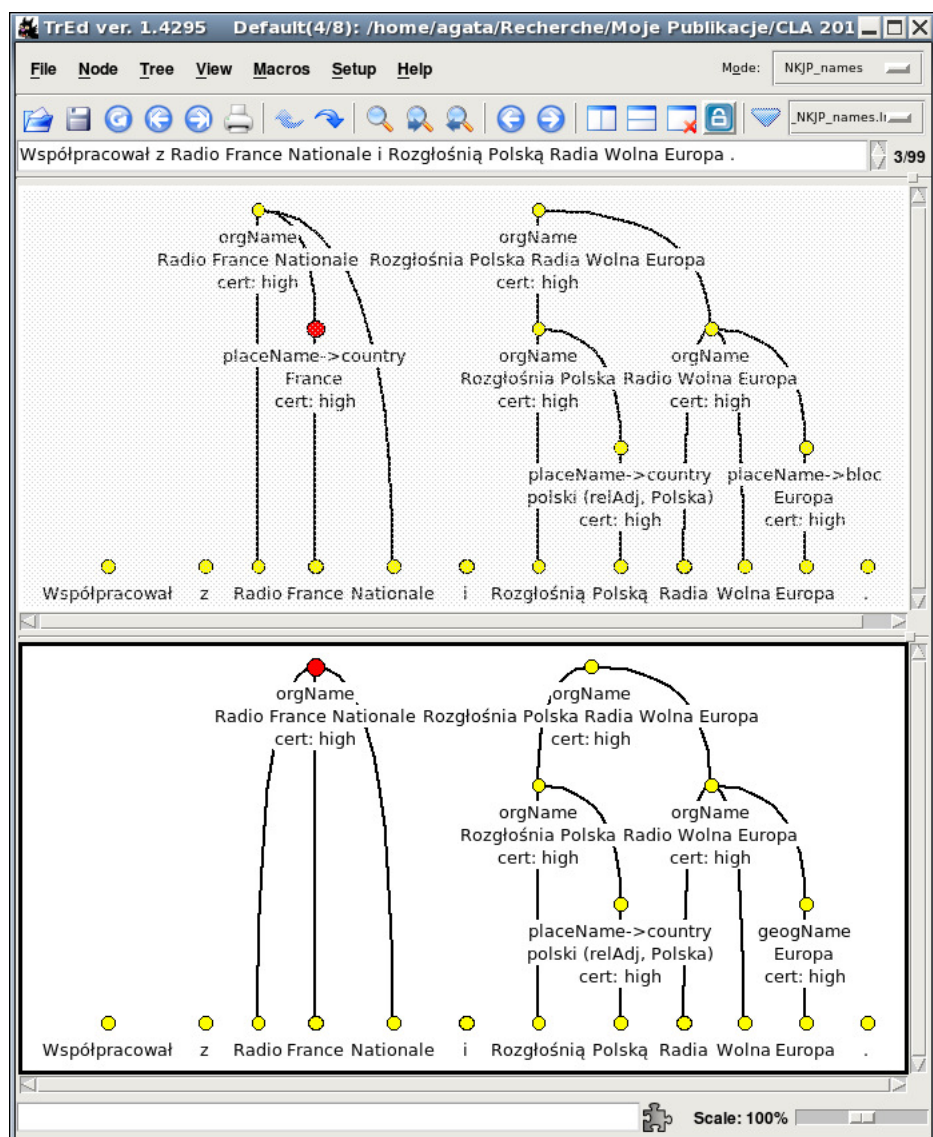 TrEd ver. 1.4295 Default(4/8): /home/agata/Recherche/Moje Publikacje/CLA 201
File Node Tree View Macros Setup Help Mode: NKJP_names
_NKJP_names.li
Współpracował z Radio France Nationale i Rozgłośnią Polską Radia Wolna Europa . 3/99
orgName orgName
Radio France Nationale Rozgłośnia Polska Radia Wolna Europa
cert: high cert: high
placeName->country orgName orgName
France Rozgłośnia Polska Radio Wolna Europa
cert: high cert: high cert: high
placeName->country placeName->bloc
polski (relAdj, Polska) Europa
cert: high cert: high
Współpracował z Radio France Nationale i Rozgłośnią Polską Radia Wolna Europa .
orgName orgName
Radio France Nationale Rozgłośnia Polska Radia Wolna Europa
cert: high cert: high
orgName orgName
Rozgłośnia Polska Radio Wolna Europa
cert: high cert: high
placeName->country geogName
polski (relAdj, Polska) Europa
cert: high cert: high
Współpracował z Radio France Nationale i Rozgłośnią Polską Radia Wolna Europa .
Scale: 100%